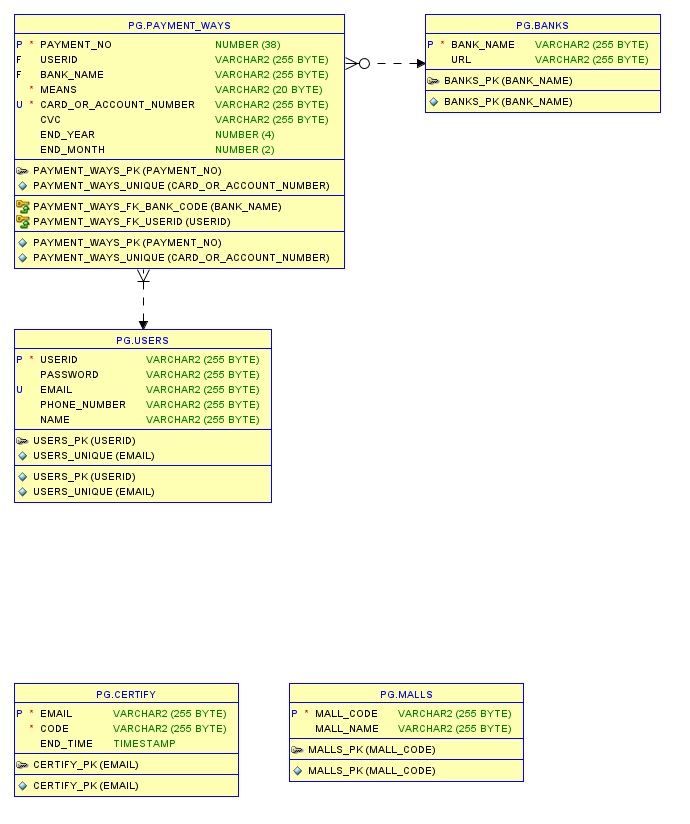 PG.PAYMENT_WAYS
P * PAYMENT_NO NUMBER (38)
F USERID VARCHAR2 (255 BYTE)
F BANK_NAME VARCHAR2 (255 BYTE)
* MEANS VARCHAR2 (20 BYTE)
U * CARD_OR_ACCOUNT_NUMBER VARCHAR2 (255 BYTE)
CVC VARCHAR2 (255 BYTE)
END_YEAR NUMBER (4)
END_MONTH NUMBER (2)
PAYMENT_WAYS_PK (PAYMENT_NO)
PAYMENT_WAYS_UNIQUE (CARD_OR_ACCOUNT_NUMBER)
PAYMENT_WAYS_FK_BANK_CODE (BANK_NAME)
PAYMENT_WAYS_FK_USERID (USERID)
PAYMENT_WAYS_PK (PAYMENT_NO)
PAYMENT_WAYS_UNIQUE (CARD_OR_ACCOUNT_NUMBER)
PG.BANKS
P * BANK_NAME VARCHAR2 (255 BYTE)
URL VARCHAR2 (255 BYTE)
BANKS_PK (BANK_NAME)
BANKS_PK (BANK_NAME)
PG.USERS
P * USERID VARCHAR2 (255 BYTE)
PASSWORD VARCHAR2 (255 BYTE)
U EMAIL VARCHAR2 (255 BYTE)
PHONE_NUMBER VARCHAR2 (255 BYTE)
NAME VARCHAR2 (255 BYTE)
USERS_PK (USERID)
USERS_UNIQUE (EMAIL)
USERS_PK (USERID)
USERS_UNIQUE (EMAIL)
PG.CERTIFY
P * EMAIL VARCHAR2 (255 BYTE)
* CODE VARCHAR2 (255 BYTE)
END_TIME TIMESTAMP
CERTIFY_PK (EMAIL)
CERTIFY_PK (EMAIL)
PG.MALLS
P * MALL_CODE VARCHAR2 (255 BYTE)
MALL_NAME VARCHAR2 (255 BYTE)
MALLS_PK (MALL_CODE)
MALLS_PK (MALL_CODE)